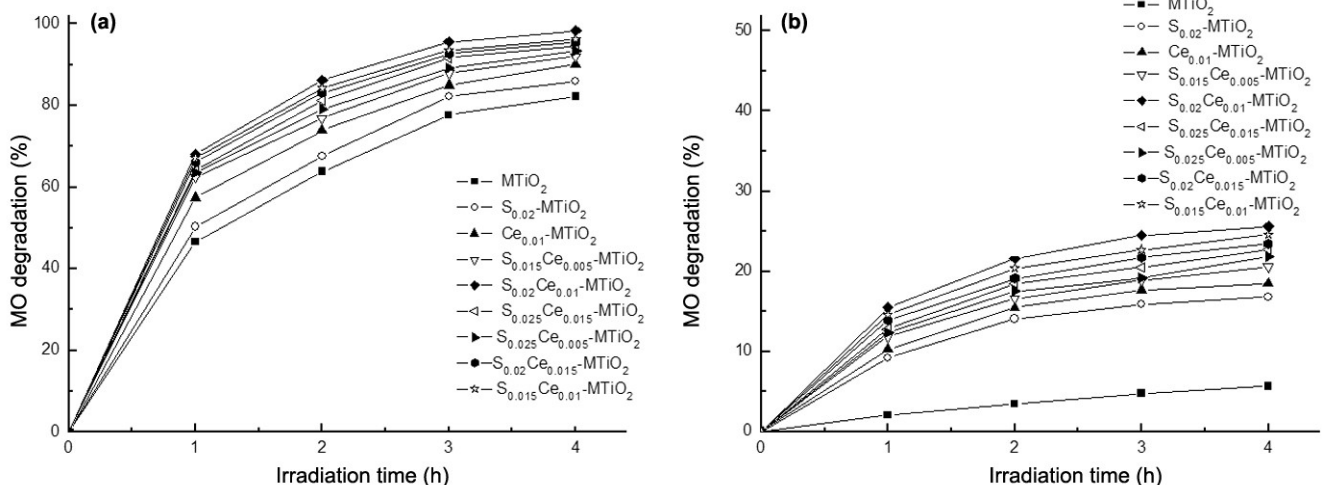 (a)
100
80
60
40
20
0
MO degradation (%)
MTiO₂
S₀.₀₂-MTiO₂
Ce₀.₀₁-MTiO₂
S₀.₀₁₅Ce₀.₀₀₅-MTiO₂
S₀.₀₂Ce₀.₀₁-MTiO₂
S₀.₀₂₅Ce₀.₀₁₅-MTiO₂
S₀.₀₂₅Ce₀.₀₀₅-MTiO₂
S₀.₀₂Ce₀.₀₁₅-MTiO₂
S₀.₀₁₅Ce₀.₀₁-MTiO₂
0 1 2 3 4
Irradiation time (h)
(b)
50
40
30
20
10
0
MO degradation (%)
MTiO₂
S₀.₀₂-MTiO₂
Ce₀.₀₁-MTiO₂
S₀.₀₁₅Ce₀.₀₀₅-MTiO₂
S₀.₀₂Ce₀.₀₁-MTiO₂
S₀.₀₂₅Ce₀.₀₁₅-MTiO₂
S₀.₀₂₅Ce₀.₀₀₅-MTiO₂
S₀.₀₂Ce₀.₀₁₅-MTiO₂
S₀.₀₁₅Ce₀.₀₁-MTiO₂
0 1 2 3 4
Irradiation time (h)